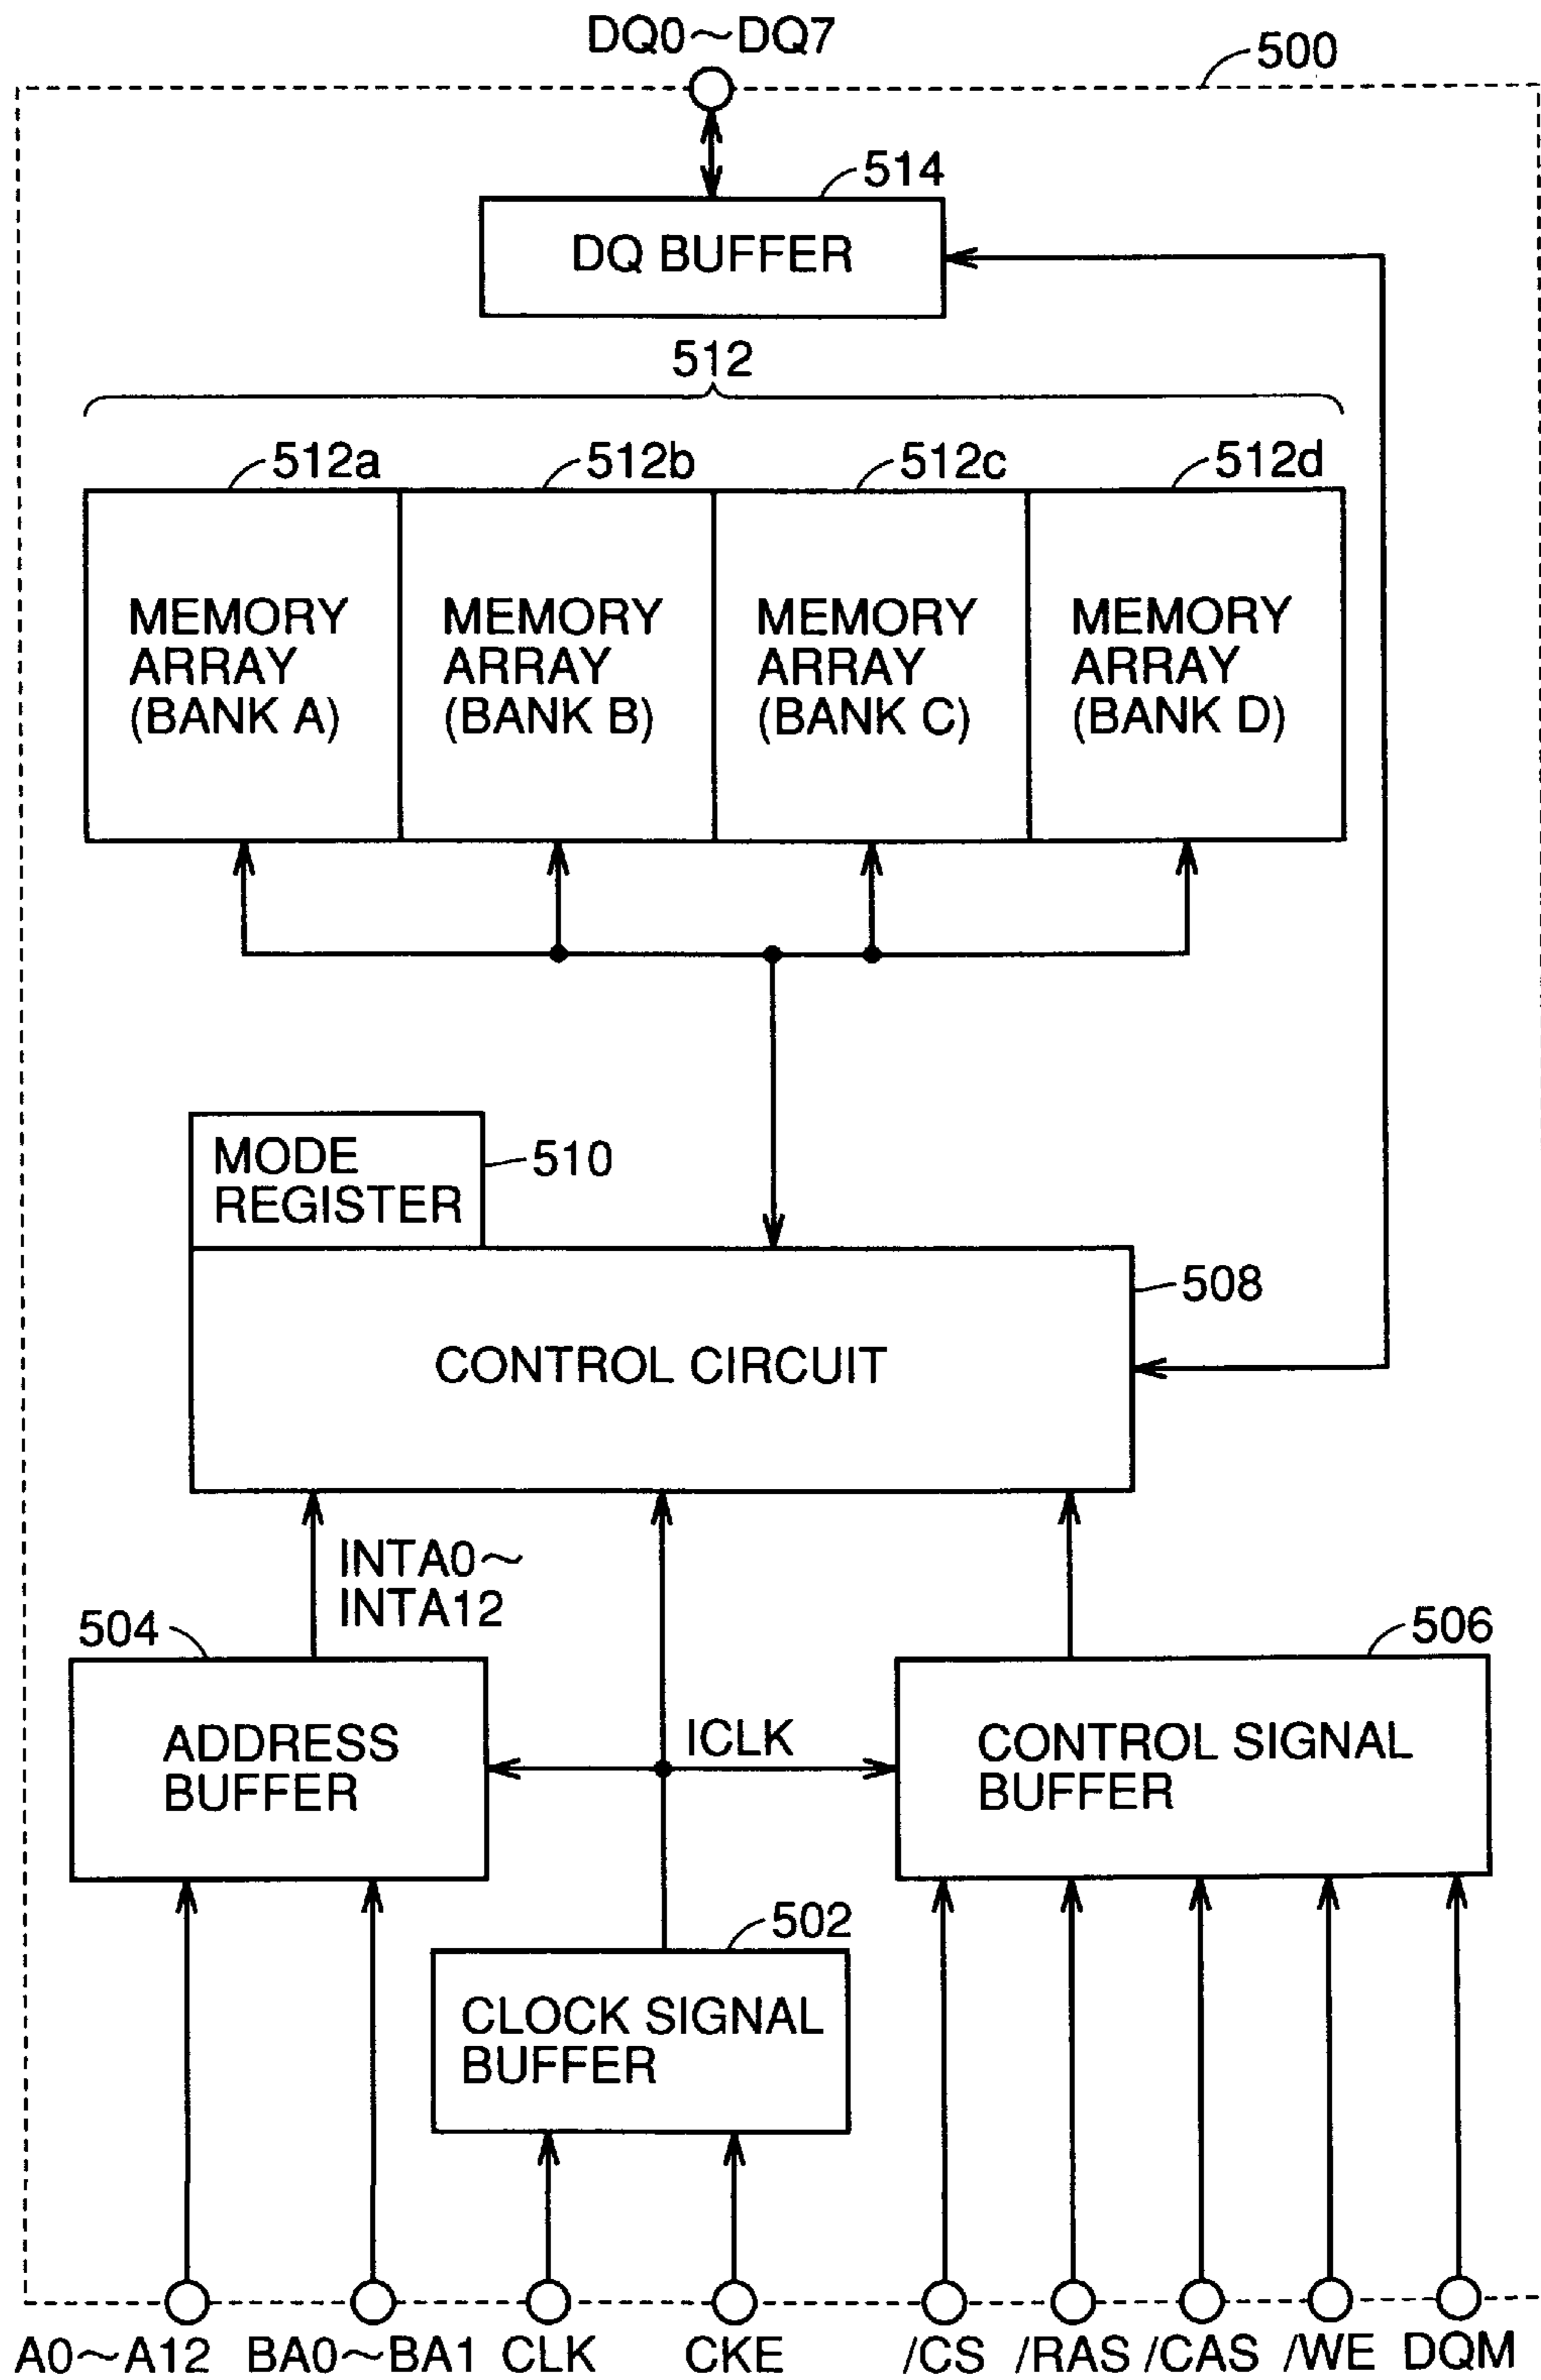 DQ0～DQ7
500
514
DQ BUFFER
512
512a
512b
512c
512d
MEMORY
ARRAY
(BANK A)
MEMORY
ARRAY
(BANK B)
MEMORY
ARRAY
(BANK C)
MEMORY
ARRAY
(BANK D)
MODE
REGISTER
510
508
CONTROL CIRCUIT
INTA0～
INTA12
504
506
ADDRESS
BUFFER
ICLK
CONTROL SIGNAL
BUFFER
502
CLOCK SIGNAL
BUFFER
A0～A12
BA0～BA1
CLK
CKE
/CS
/RAS
/CAS
/WE
DQM